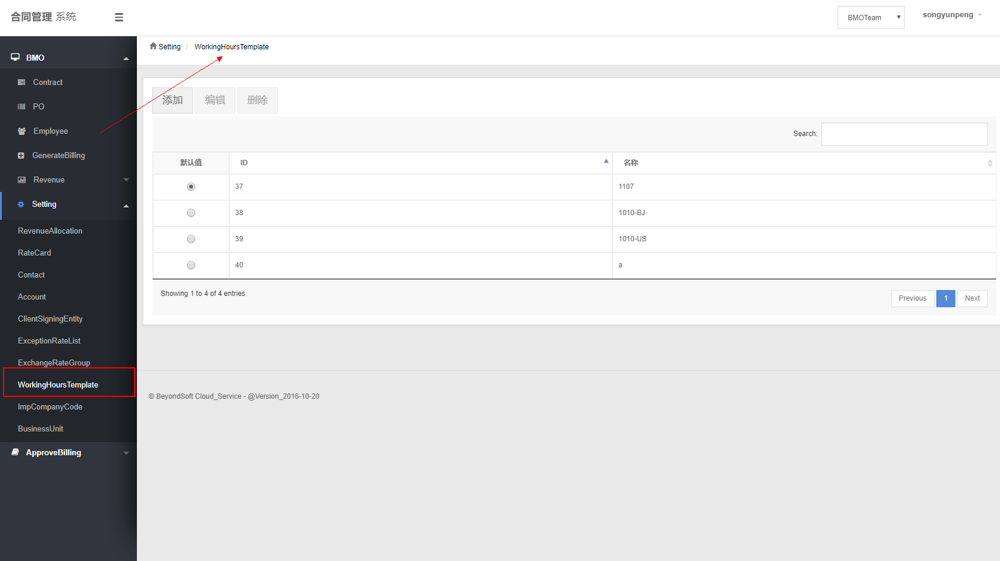 合同管理 系统
BMOTeam
songyunpeng
BMO
Contract
PO
Employee
GenerateBilling
Revenue
Setting
RevenueAllocation
RateCard
Contact
Account
ClientSigningEntity
ExceptionRateList
ExchangeRateGroup
WorkingHoursTemplate
ImpCompanyCode
BusinessUnit
ApproveBilling
Setting / WorkingHoursTemplate
添加 编辑 删除
Search:
默认值 ID 名称
37 1107
38 1010-BJ
39 1010-US
40 a
Showing 1 to 4 of 4 entries
Previous 1 Next
© BeyondSoft Cloud_Service - @Version_2016-10-20